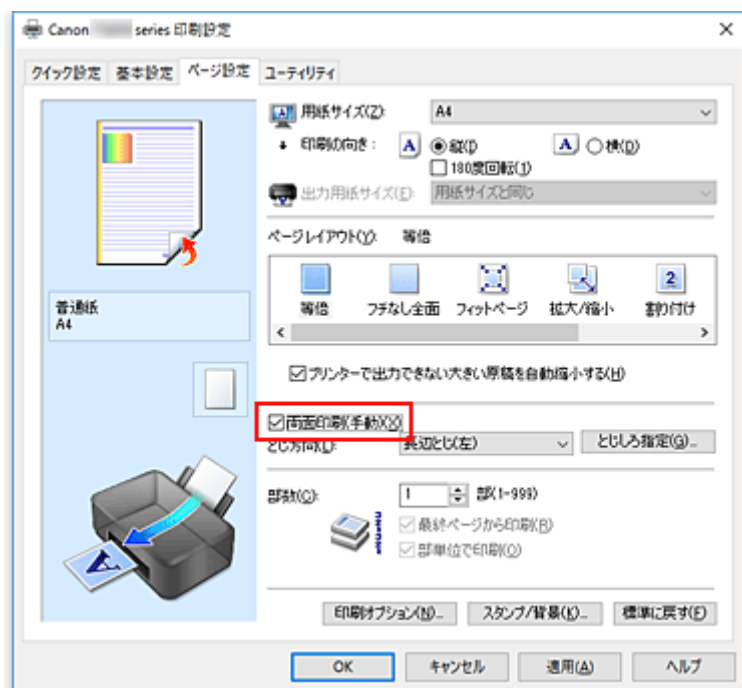 Canon series 印刷設定
クイック設定 基本設定 ページ設定 ユーティリティ
用紙サイズ(Z): A4
印刷の向き: A 縦(I) A 横(D)
180度回転(1)
出力用紙サイズ(E): 用紙サイズと同じ
ページレイアウト(Y): 等倍
2
等倍 フチなし全面 フィットページ 拡大/縮小 割り付け
普通紙
A4
プリンターで出力できない大きい原稿を自動縮小する(H)
両面印刷(手動)(X)
とじ方向(L): 長辺とじ(左) とじしろ指定(G)...
部数(C): 1 部(1-999)
最終ページから印刷(R)
部単位で印刷(O)
A
印刷オプション(N)... スタンプ/背景(K)... 標準に戻す(F)
OK キャンセル 適用(A) ヘルプ